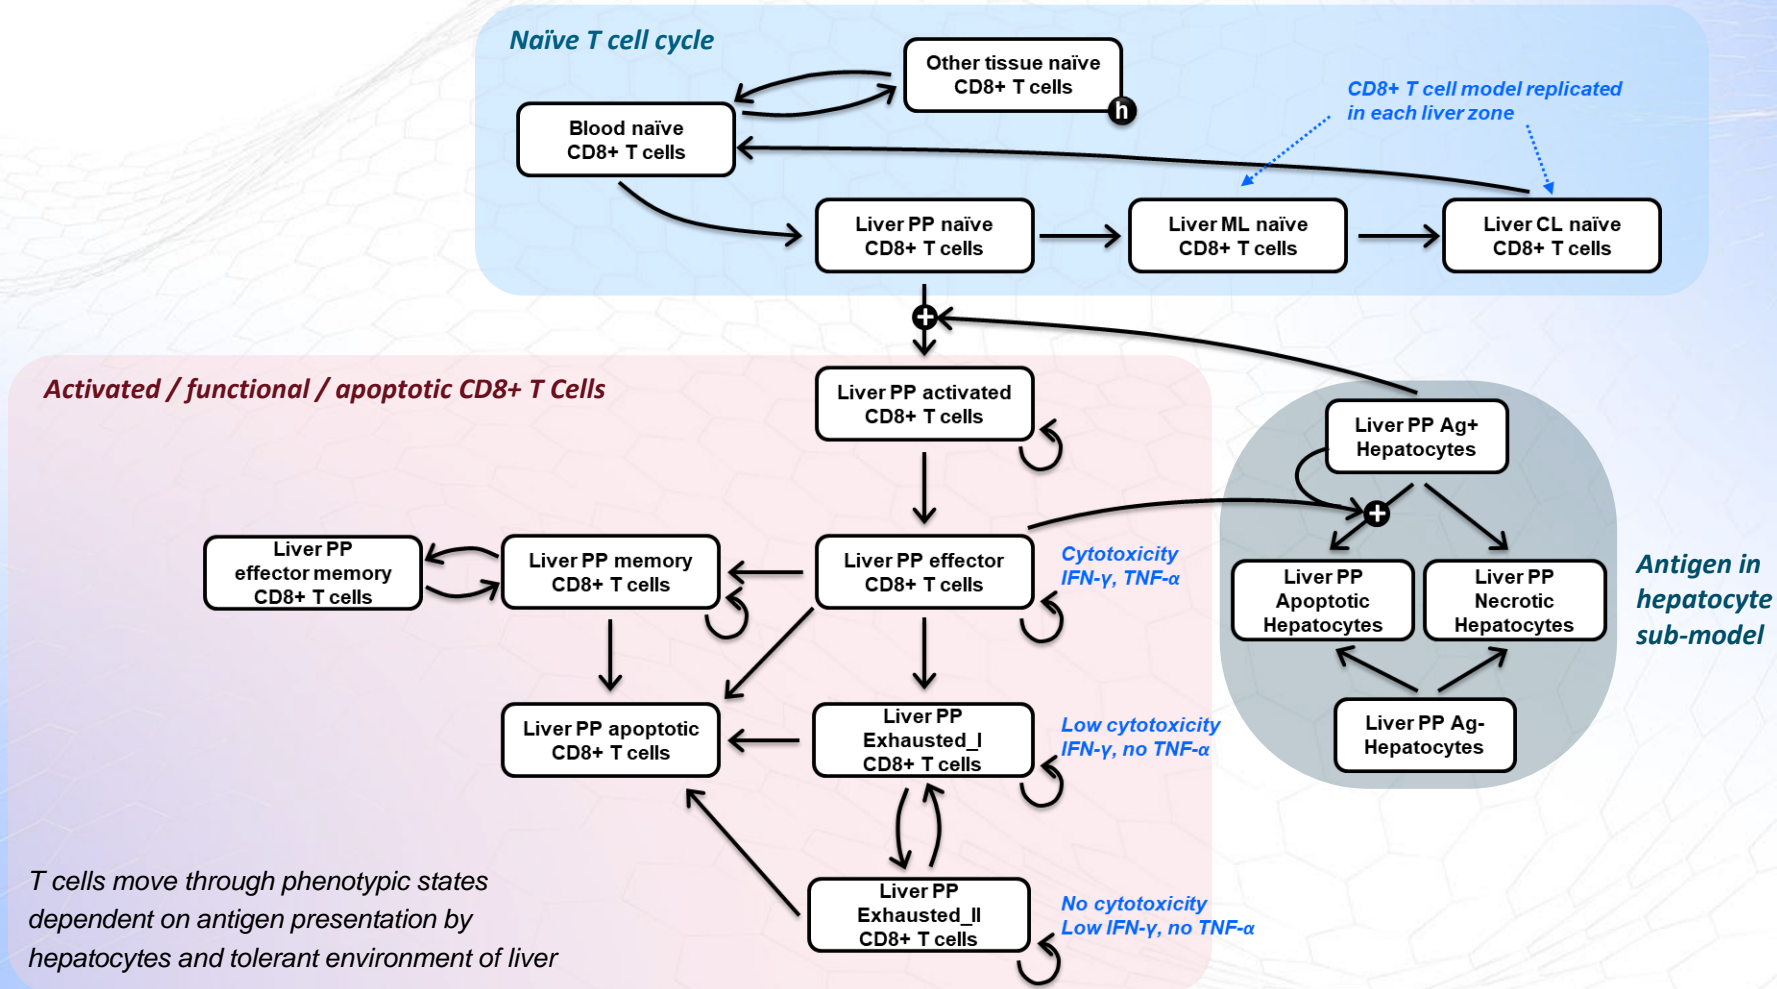 Naïve T cell cycle
Other tissue naïve
CD8+ T cells
h
Blood naïve
CD8+ T cells
CD8+ T cell model replicated
in each liver zone
Liver PP naïve
CD8+ T cells
Liver ML naïve
CD8+ T cells
Liver CL naïve
CD8+ T cells
+
Activated / functional / apoptotic CD8+ T Cells
Liver PP activated
CD8+ T cells
Liver PP Ag+
Hepatocytes
+
Liver PP
effector memory
CD8+ T cells
Liver PP memory
CD8+ T cells
Liver PP effector
CD8+ T cells
Cytotoxicity
IFN-γ, TNF-α
Liver PP
Apoptotic
Hepatocytes
Liver PP
Necrotic
Hepatocytes
Antigen in
hepatocyte
sub-model
Liver PP apoptotic
CD8+ T cells
Liver PP
Exhausted_I
CD8+ T cells
Low cytotoxicity
IFN-γ, no TNF-α
Liver PP Ag-
Hepatocytes
Liver PP
Exhausted_II
CD8+ T cells
No cytotoxicity
Low IFN-γ, no TNF-α
T cells move through phenotypic states
dependent on antigen presentation by
hepatocytes and tolerant environment of liver